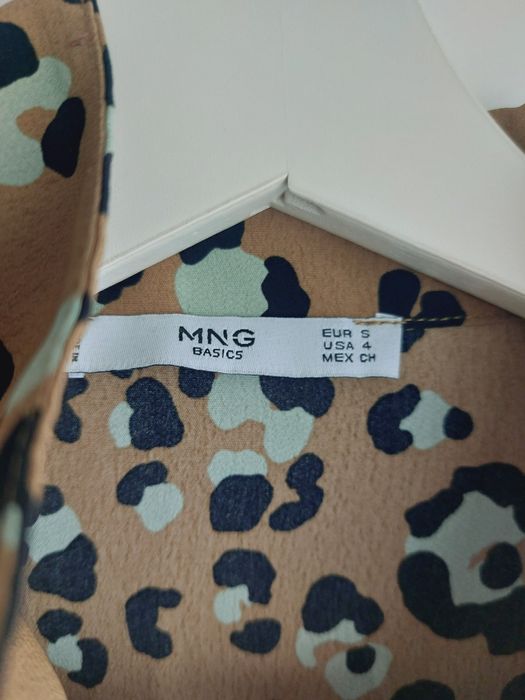 MNG
BASICS
EUR S
USA 4
MEX CH